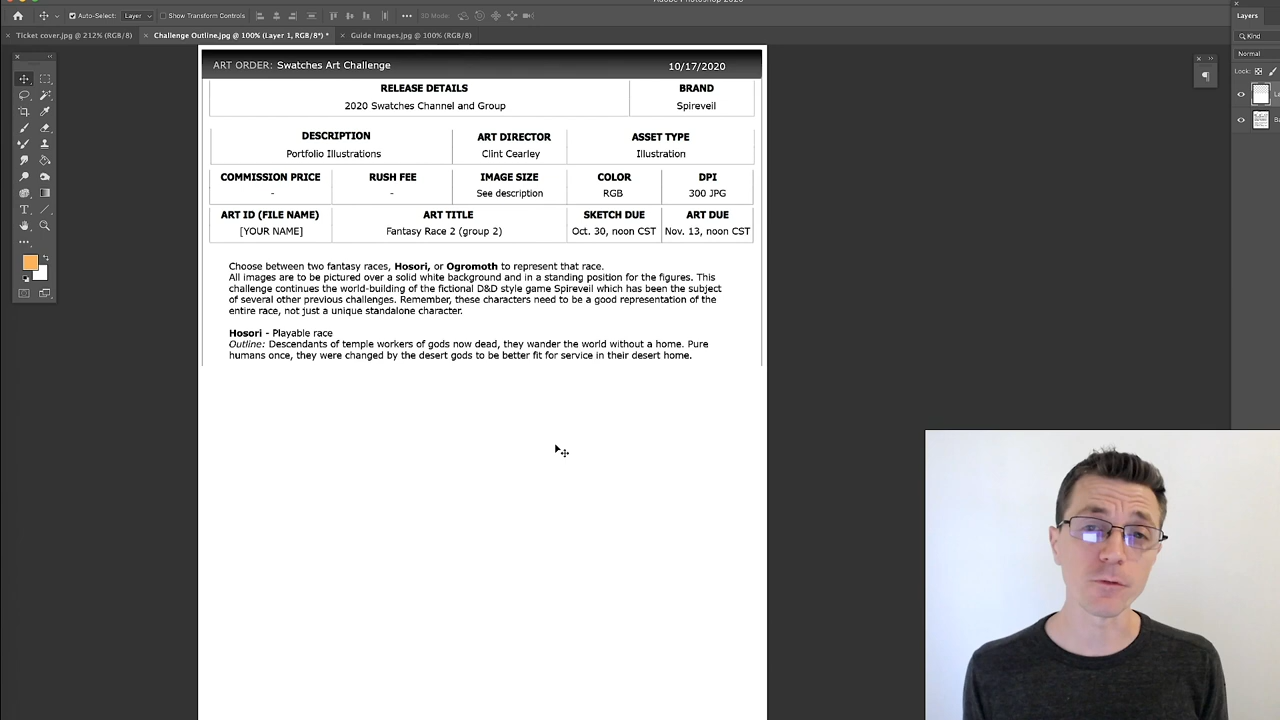 Auto-Select: Layer Show Transform Controls 3D Mode:
Layers
Ticket cover.jpg @ 212% (RGB/8) Challenge Outline.jpg @ 100% (Layer 1, RGB/8*) * Guide Images.jpg @ 100% (RGB/8)
Kind
Normal
Lock:
ART ORDER: Swatches Art Challenge 10/17/2020
RELEASE DETAILS BRAND
2020 Swatches Channel and Group Spireveil
DESCRIPTION ART DIRECTOR ASSET TYPE
Portfolio Illustrations Clint Cearley Illustration
COMMISSION PRICE RUSH FEE IMAGE SIZE COLOR DPI
- - See description RGB 300 JPG
ART ID (FILE NAME) ART TITLE SKETCH DUE ART DUE
[YOUR NAME] Fantasy Race 2 (group 2) Oct. 30, noon CST Nov. 13, noon CST
Choose between two fantasy races, Hosori, or Ogromoth to represent that race.
All images are to be pictured over a solid white background and in a standing position for the figures. This
challenge continues the world-building of the fictional D&D style game Spireveil which has been the subject
of several other previous challenges. Remember, these characters need to be a good representation of the
entire race, not just a unique standalone character.
Hosori - Playable race
Outline: Descendants of temple workers of gods now dead, they wander the world without a home. Pure
humans once, they were changed by the desert gods to be better fit for service in their desert home.